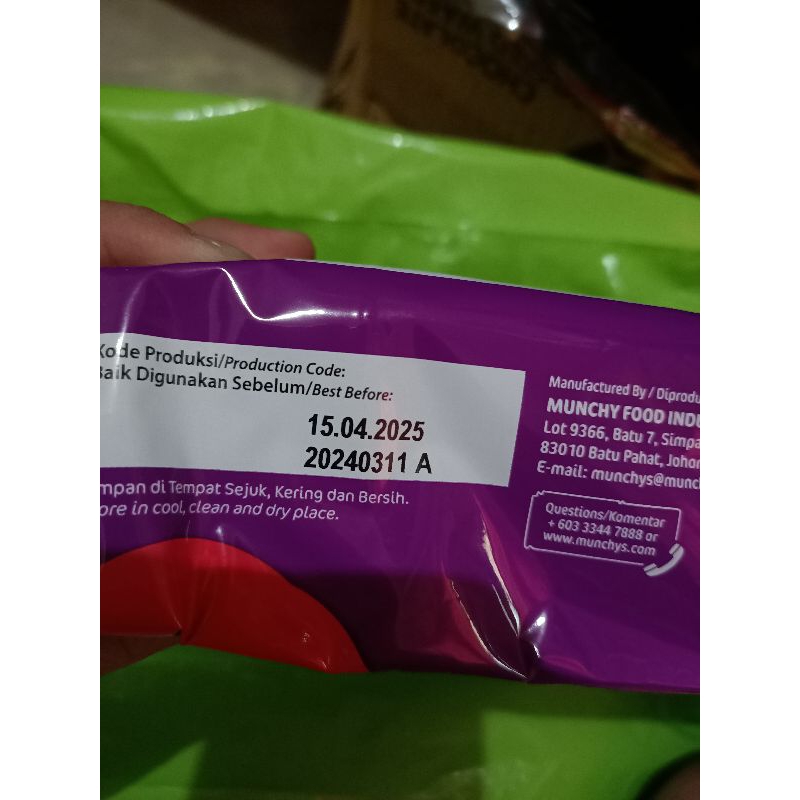 Kode Produksi/Production Code:
Baik Digunakan Sebelum/Best Before:
15.04.2025
20240311 A
mpan di Tempat Sejuk, Kering dan Bersih.
ore in cool, clean and dry place.
Manufactured By / Diprodu
MUNCHY FOOD INDU
Lot 9366, Batu 7, Simpa
83010 Batu Pahat, Johor
E-mail: munchys@munch
Questions/Komentar
+ 603 3344 7888 or
www.munchys.com